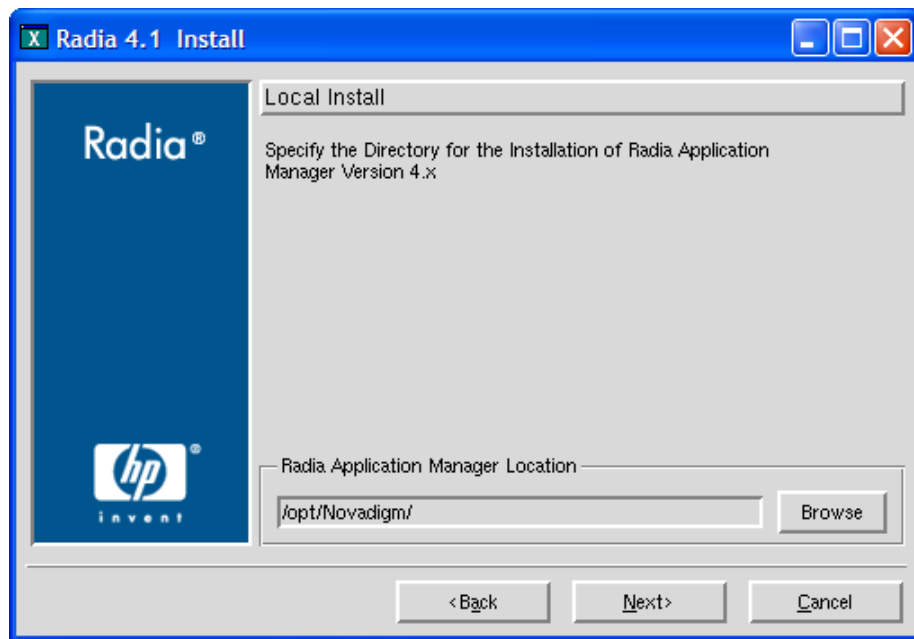 X Radia 4.1 Install
Radia®
Local Install
Specify the Directory for the Installation of Radia Application
Manager Version 4.x
hp®
invent
Radia Application Manager Location
/opt/Novadigm/
Browse
<Back
Next>
Cancel